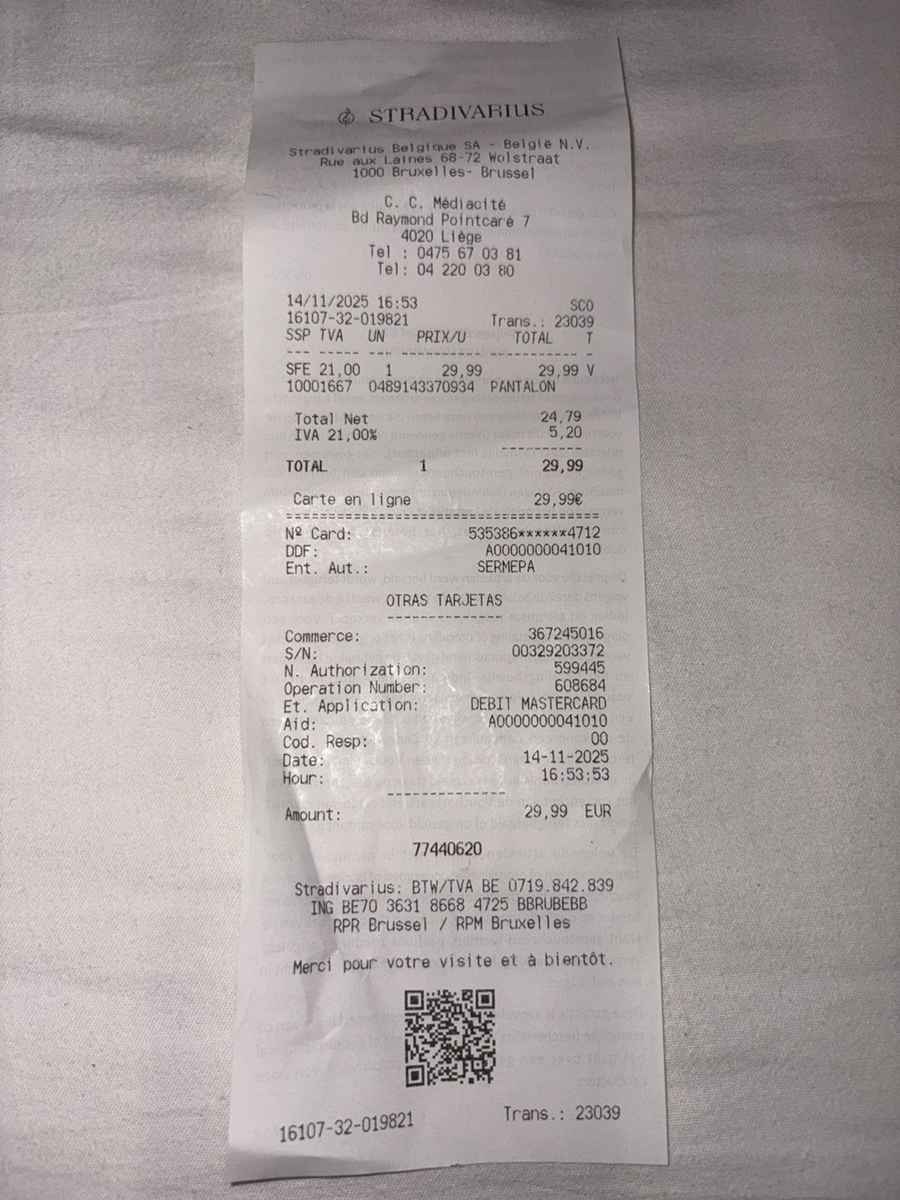 STRADIVARIUS
Stradivarius Belgique SA - België N.V.
Rue aux Laines 68-72 Wolstraat
1000 Bruxelles- Brussel
C. C. Médiacité
Bd Raymond Pointcaré 7
4020 Liège
Tel : 0475 67 03 81
Tel: 04 220 03 80
14/11/2025 16:53 SCO
16107-32-019821 Trans.: 23039
SSP TVA UN PRIX/U TOTAL T
--- ---- --- ---------- ----------- -
SFE 21,00 1 29,99 29,99 V
10001667 0489143370934 PANTALON
Total Net 24,79
IVA 21,00% 5,20
----------
TOTAL 1 29,99
Carte en ligne 29,99€
======================================
Nº Card: 535386******4712
DDF: A0000000041010
Ent. Aut.: SERMEPA
OTRAS TARJETAS
--------------
Commerce: 367245016
S/N: 00329203372
N. Authorization: 599445
Operation Number: 608684
Et. Application: DEBIT MASTERCARD
Aid: A0000000041010
Cod. Resp: 00
Date: 14-11-2025
Hour: 16:53:53
--------------
Amount: 29,99 EUR
77440620
Stradivarius: BTW/TVA BE 0719.842.839
ING BE70 3631 8668 4725 BBRUBEBB
RPR Brussel / RPM Bruxelles
Merci pour votre visite et à bientôt.
16107-32-019821 Trans.: 23039